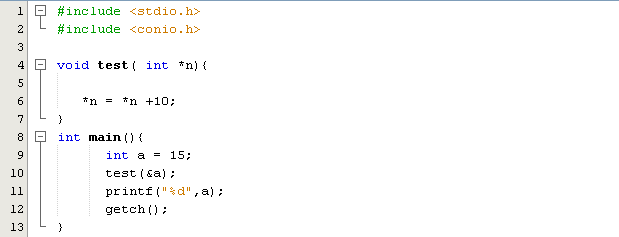 1 #include <stdio.h>
2 #include <conio.h>
3
4 void test( int *n){
5
6 *n = *n +10;
7 }
8 int main(){
9 int a = 15;
10 test(&a);
11 printf("%d",a);
12 getch();
13 }